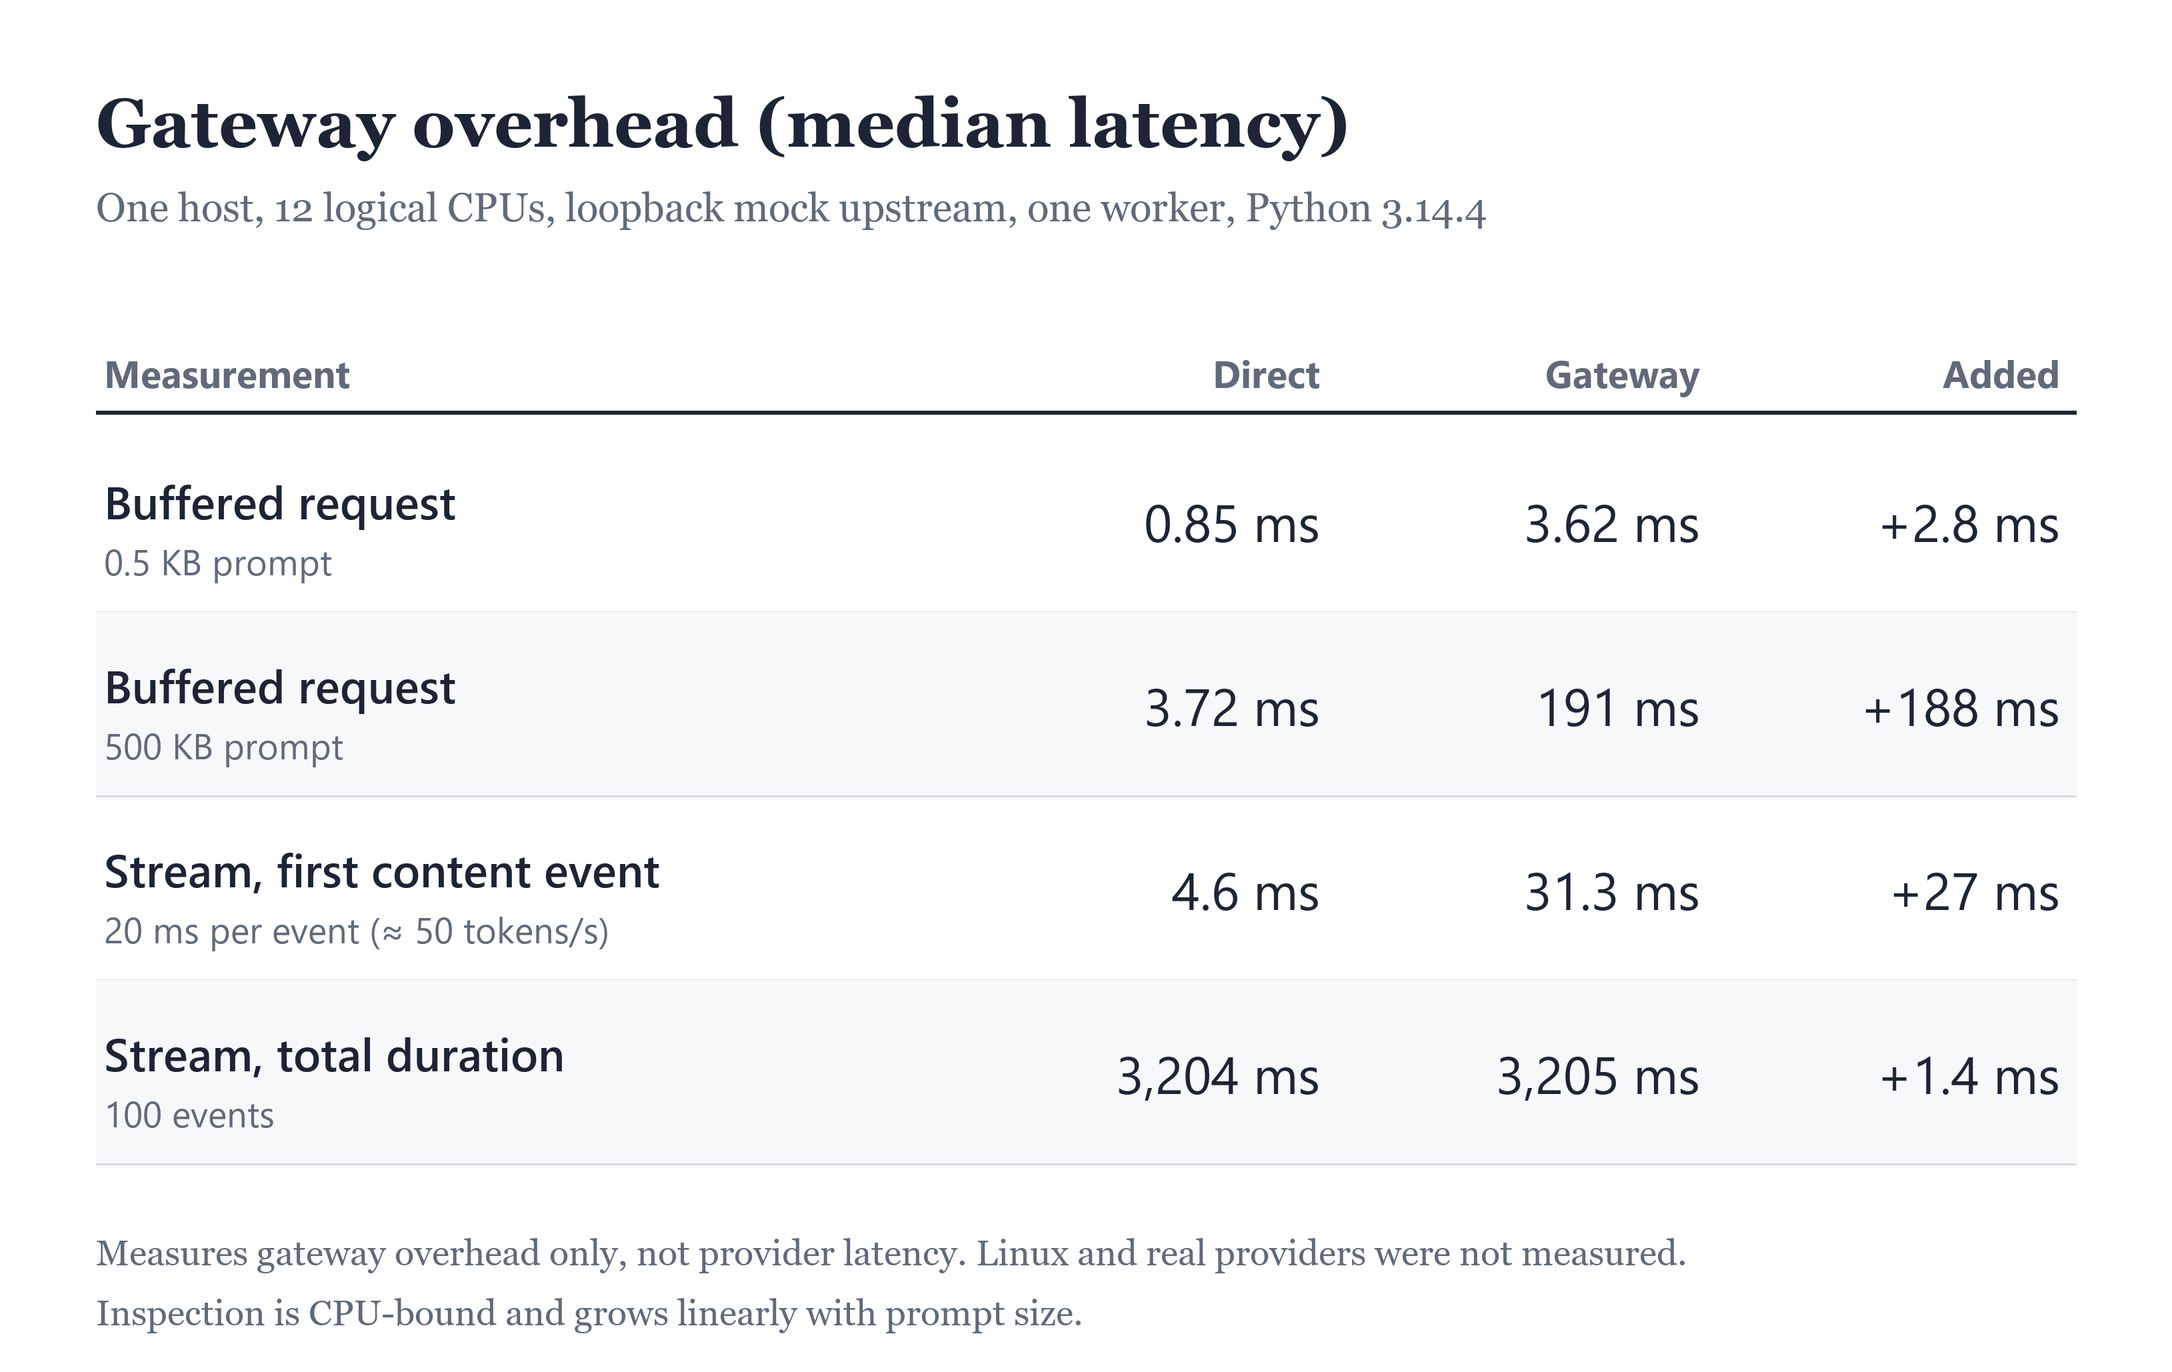 Gateway overhead (median latency)
One host, 12 logical CPUs, loopback mock upstream, one worker, Python 3.14.4
Measurement Direct Gateway Added
Buffered request
0.5 KB prompt
0.85 ms 3.62 ms +2.8 ms
Buffered request
500 KB prompt
3.72 ms 191 ms +188 ms
Stream, first content event
20 ms per event (≈ 50 tokens/s)
4.6 ms 31.3 ms +27 ms
Stream, total duration
100 events
3,204 ms 3,205 ms +1.4 ms
Measures gateway overhead only, not provider latency. Linux and real providers were not measured.
Inspection is CPU-bound and grows linearly with prompt size.